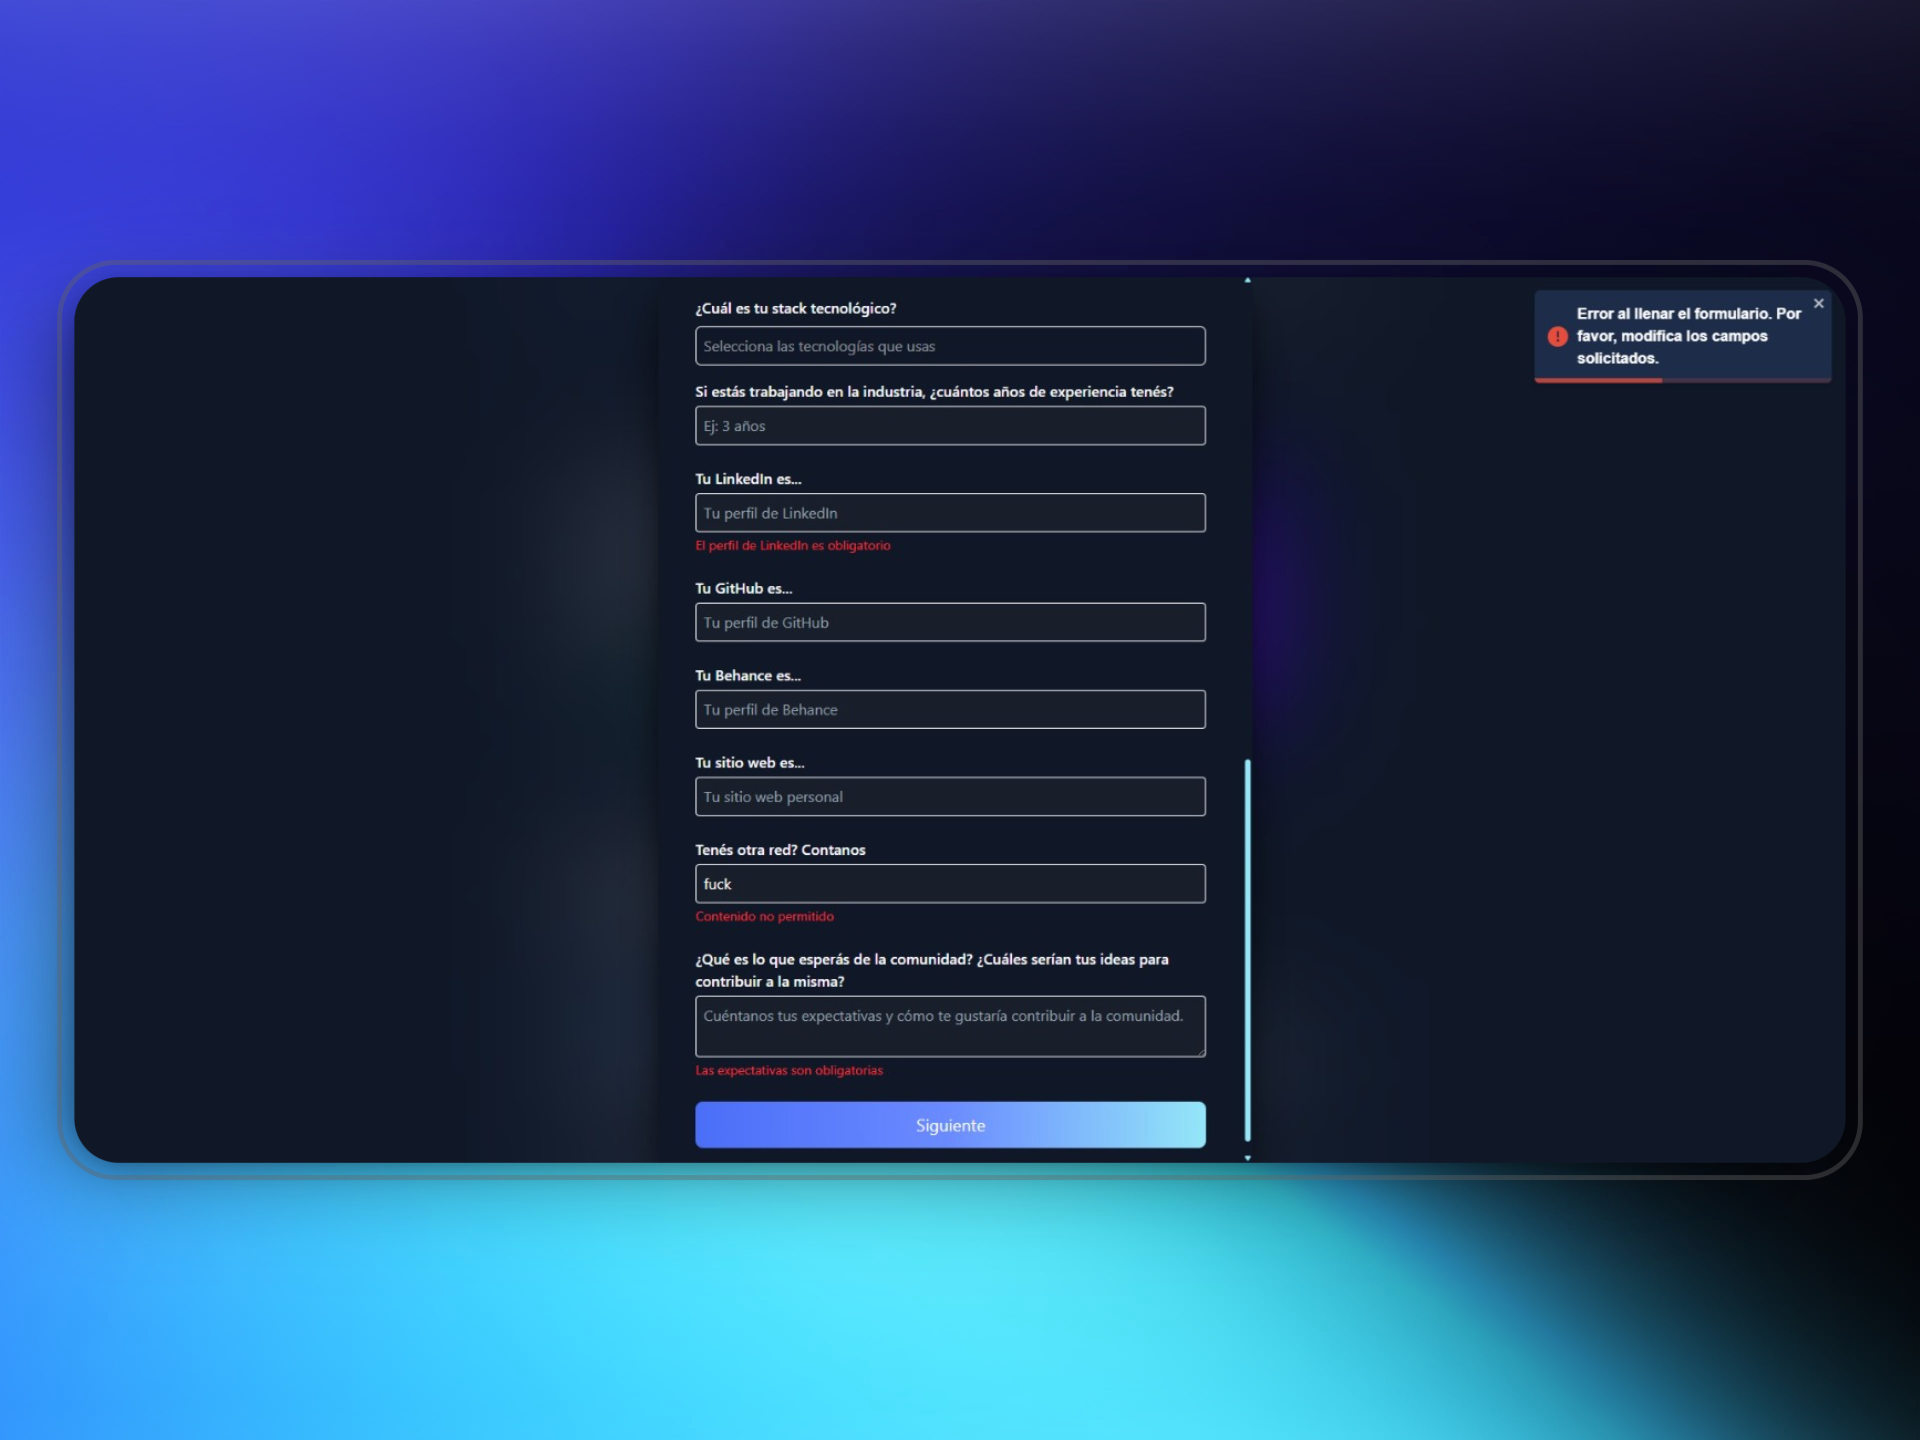 ¿Cuál es tu stack tecnológico?
Selecciona las tecnologías que usas
Si estás trabajando en la industria, ¿cuántos años de experiencia tenés?
Ej: 3 años
Tu LinkedIn es...
Tu perfil de LinkedIn
El perfil de LinkedIn es obligatorio
Tu GitHub es...
Tu perfil de GitHub
Tu Behance es...
Tu perfil de Behance
Tu sitio web es...
Tu sitio web personal
Tenés otra red? Contanos
fuck
Contenido no permitido
¿Qué es lo que esperás de la comunidad? ¿Cuáles serían tus ideas para
contribuir a la misma?
Cuéntanos tus expectativas y cómo te gustaría contribuir a la comunidad.
Las expectativas son obligatorias
Siguiente
Error al llenar el formulario. Por
favor, modifica los campos
solicitados.